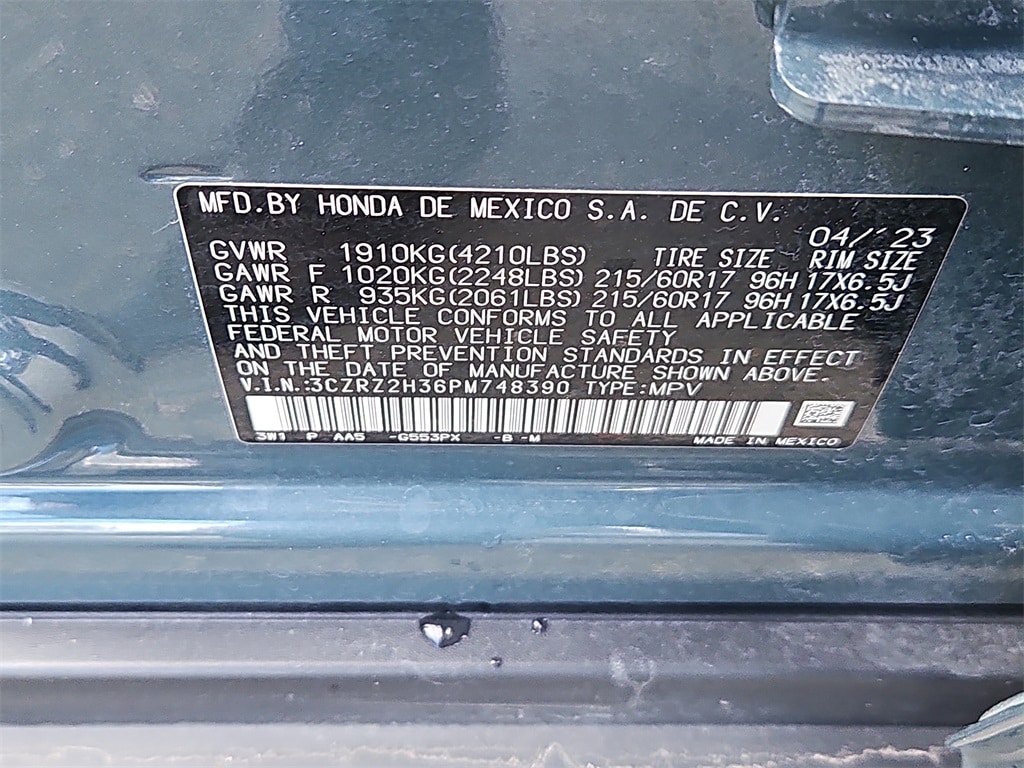 MFD.BY HONDA DE MEXICO S.A. DE C.V.
04/'23
GVWR 1910KG(4210LBS) TIRE SIZE RIM SIZE
GAWR F 1020KG(2248LBS) 215/60R17 96H 17X6.5J
GAWR R 935KG(2061LBS) 215/60R17 96H 17X6.5J
THIS VEHICLE CONFORMS TO ALL APPLICABLE
FEDERAL MOTOR VEHICLE SAFETY
AND THEFT PREVENTION STANDARDS IN EFFECT
ON THE DATE OF MANUFACTURE SHOWN ABOVE.
V.I.N.:3CZRZ2H36PM748390 TYPE:MPV
3W1 P AA5 -G553PX -B -M MADE IN MEXICO